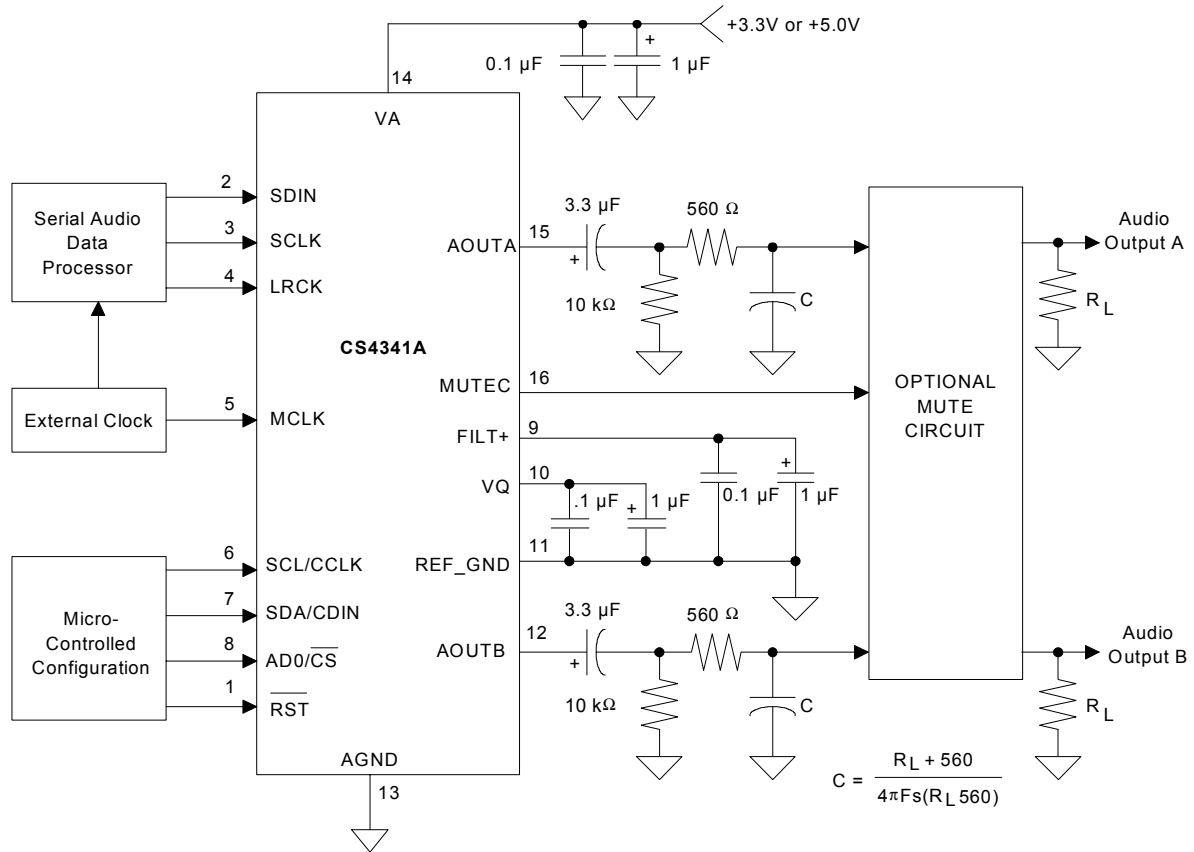 +3.3V or +5.0V
0.1 µF
+
1 µF
14
VA
Serial Audio
Data
Processor
2
SDIN
3
SCLK
4
LRCK
External Clock
5
MCLK
CS4341A
Micro-
Controlled
Configuration
6
SCL/CCLK
7
SDA/CDIN
8
AD0/CS
1
RST
AGND
13
AOUTA
15
3.3 µF
+
560 Ω
10 kΩ
C
MUTEC
16
FILT+
9
0.1 µF
+
1 µF
VQ
10
.1 µF
+
1 µF
REF_GND
11
AOUTB
12
3.3 µF
+
560 Ω
10 kΩ
C
OPTIONAL
MUTE
CIRCUIT
Audio
Output A
RL
Audio
Output B
RL
C = RL + 560
4πFs(RL 560)